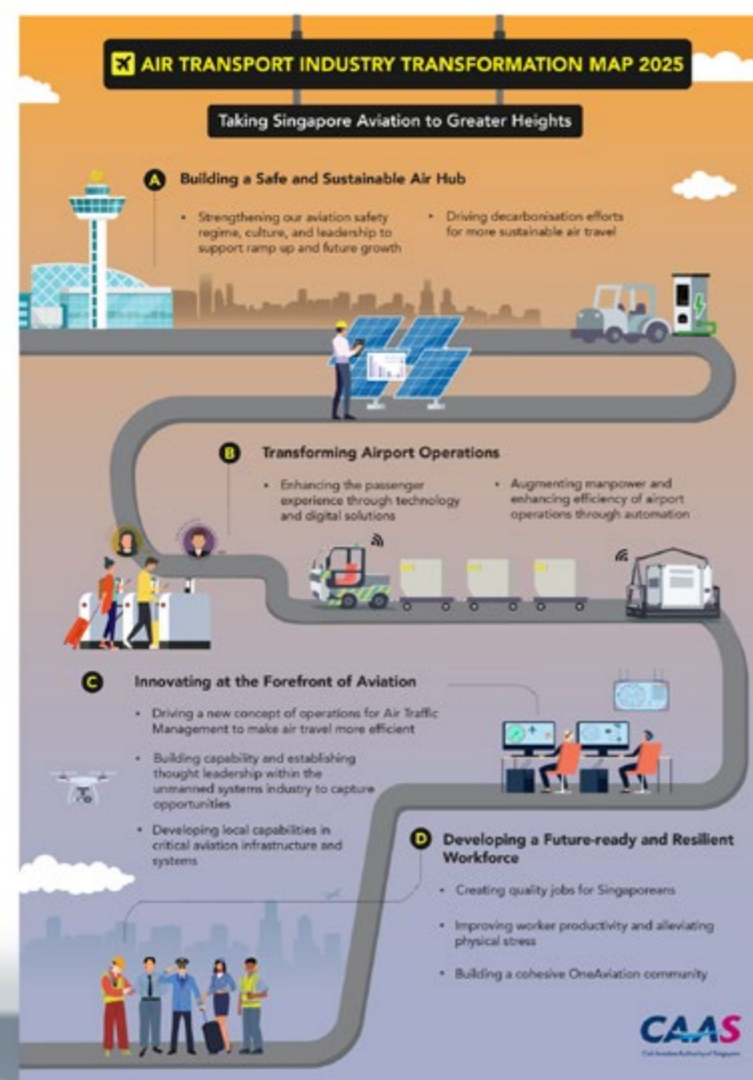 AIR TRANSPORT INDUSTRY TRANSFORMATION MAP 2025
Taking Singapore Aviation to Greater Heights
A
Building a Safe and Sustainable Air Hub
• Strengthening our aviation safety
regime, culture, and leadership to
support ramp up and future growth
• Driving decarbonisation efforts
for more sustainable air travel
B
Transforming Airport Operations
• Enhancing the passenger
experience through technology
and digital solutions
• Augmenting manpower and
enhancing efficiency of airport
operations through automation
C
Innovating at the Forefront of Aviation
• Driving a new concept of operations for Air Traffic
Management to make air travel more efficient
• Building capability and establishing
thought leadership within the
unmanned systems industry to capture
opportunities
• Developing local capabilities in
critical aviation infrastructure and
systems
D
Developing a Future-ready and Resilient
Workforce
• Creating quality jobs for Singaporeans
• Improving worker productivity and alleviating
physical stress
• Building a cohesive OneAviation community
CAAS
Civil Aviation Authority of Singapore